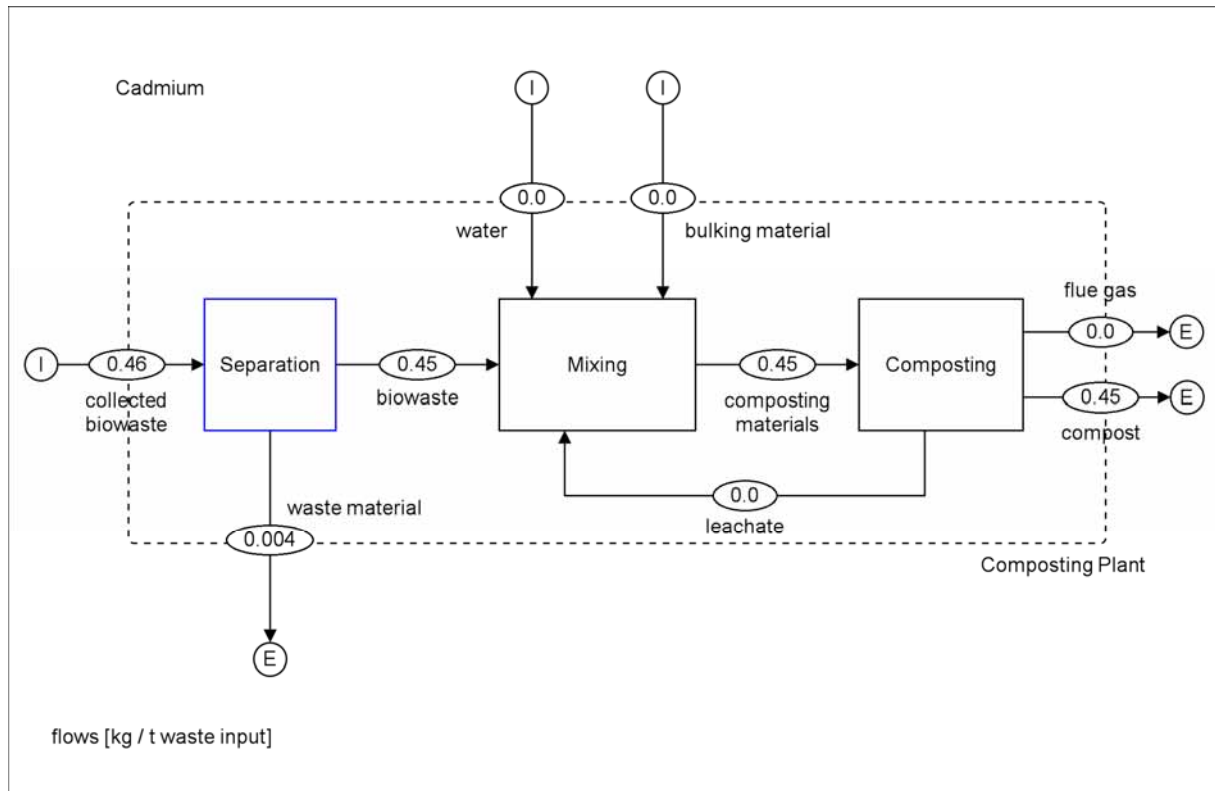 Cadmium
I
I
0.0
0.0
water
bulking material
flue gas
I
0.46
Separation
0.45
Mixing
0.45
Composting
0.0
E
collected
biowaste
biowaste
composting
materials
0.45
E
compost
waste material
0.0
leachate
0.004
Composting Plant
E
flows [kg / t waste input]